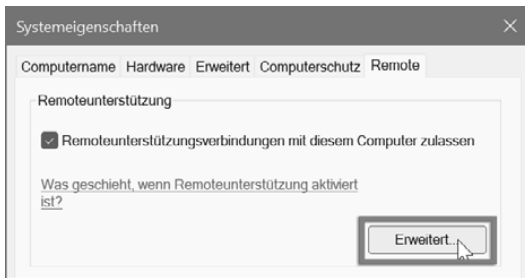 Systemeigenschaften
Computername Hardware Erweitert Computerschutz Remote
Remoteunterstützung
Remoteunterstützungsverbindungen mit diesem Computer zulassen
Was geschieht, wenn Remoteunterstützung aktiviert
ist?
Erweitert...